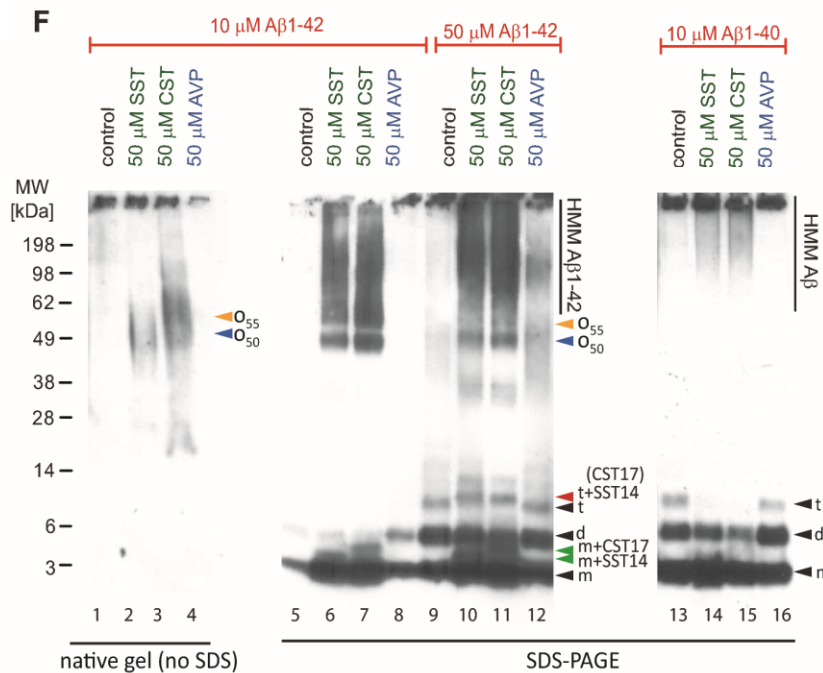 F
10 μM Aβ1-42
50 μM Aβ1-42
10 μM Aβ1-40
control
50 μM SST
50 μM CST
50 μM AVP
control
50 μM SST
50 μM CST
50 μM AVP
control
50 μM SST
50 μM CST
50 μM AVP
control
50 μM SST
50 μM CST
50 μM AVP
MW
[kDa]
198
98
62
49
38
28
14
6
3
O55
O50
HMM Aβ1-42
O55
O50
(CST17)
t+SST14
t
d
m+CST17
m+SST14
m
HMM Aβ
t
d
m
1 2 3 4 5 6 7 8 9 10 11 12 13 14 15 16
native gel (no SDS)
SDS-PAGE